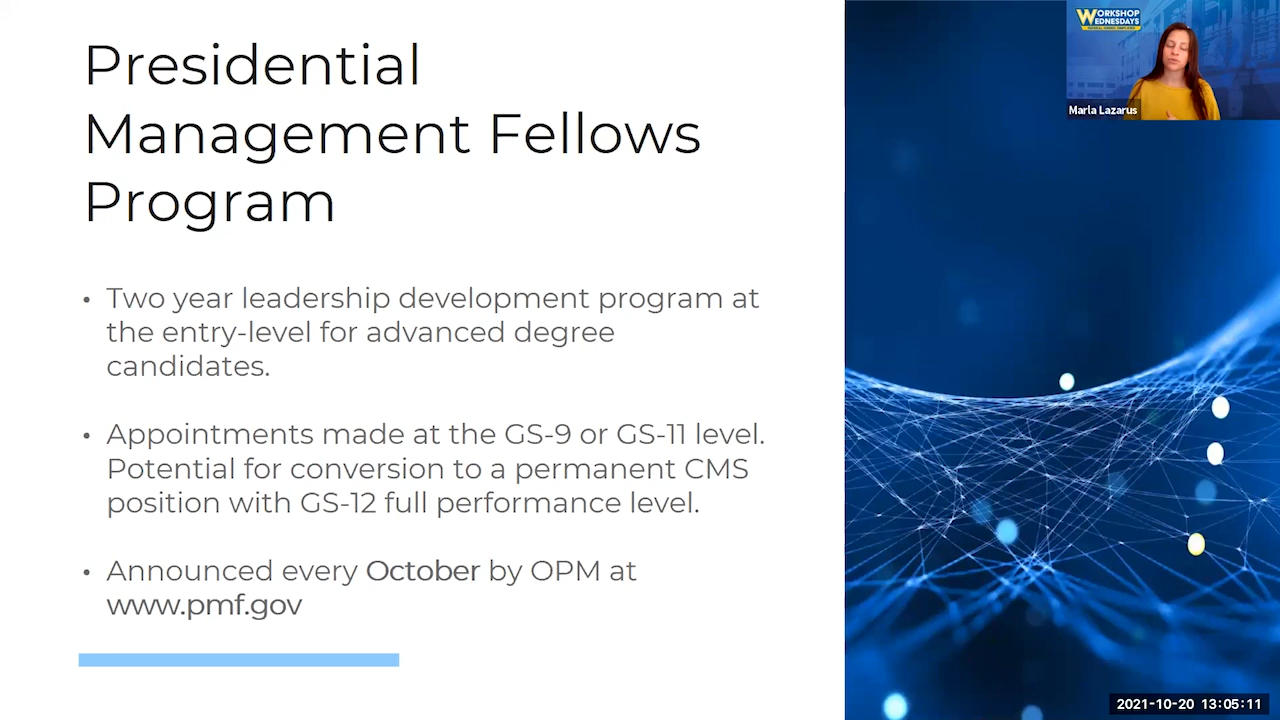 Presidential
Management Fellows
Program
• Two year leadership development program at
the entry-level for advanced degree
candidates.
• Appointments made at the GS-9 or GS-11 level.
Potential for conversion to a permanent CMS
position with GS-12 full performance level.
• Announced every October by OPM at
www.pmf.gov
WORKSHOP
WEDNESDAYS
Marla Lazarus
2021-10-20 13:05:11